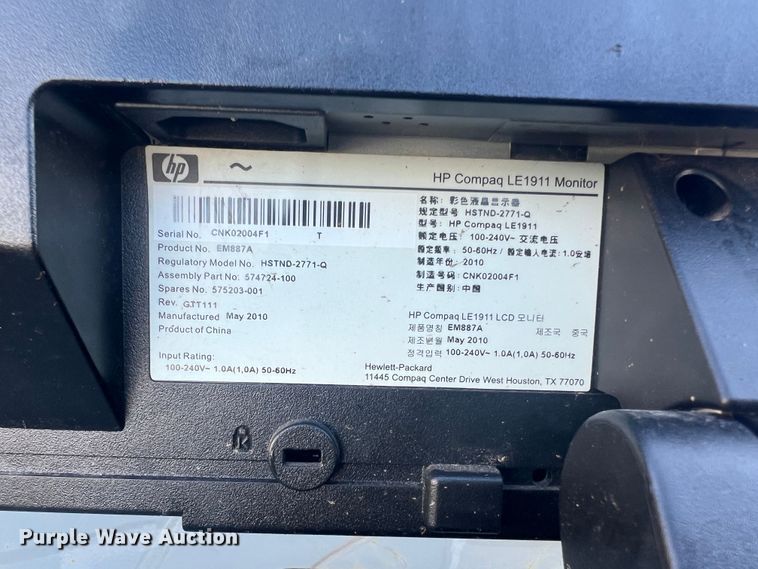 hp
~
HP Compaq LE1911 Monitor
Serial No. CNK02004F1 T
Product No. EM887A
Regulatory Model No. HSTND-2771-Q
Assembly Part No. 574724-100
Spares No. 575203-001
Rev. GTT111
Manufactured May 2010
Product of China
Input Rating:
100-240V~ 1.0A(1,0A) 50-60Hz
名称: 彩色液晶显示器
规定型号: HSTND-2771-Q
型号: HP Compaq LE1911
额定电压: 100-240V~ 交流电压
额定频率: 50-60Hz / 额定输入电流: 1.0安培
制造年份: 2010
制造号码: CNK02004F1
生产国别: 中国
HP Compaq LE1911 LCD 모니터
제품명칭 EM887A 제조국 중국
제조년월 May 2010
정격입력 100-240V~ 1.0A(1,0A) 50-60Hz
Hewlett-Packard
11445 Compaq Center Drive West Houston, TX 77070
K
Purple Wave Auction